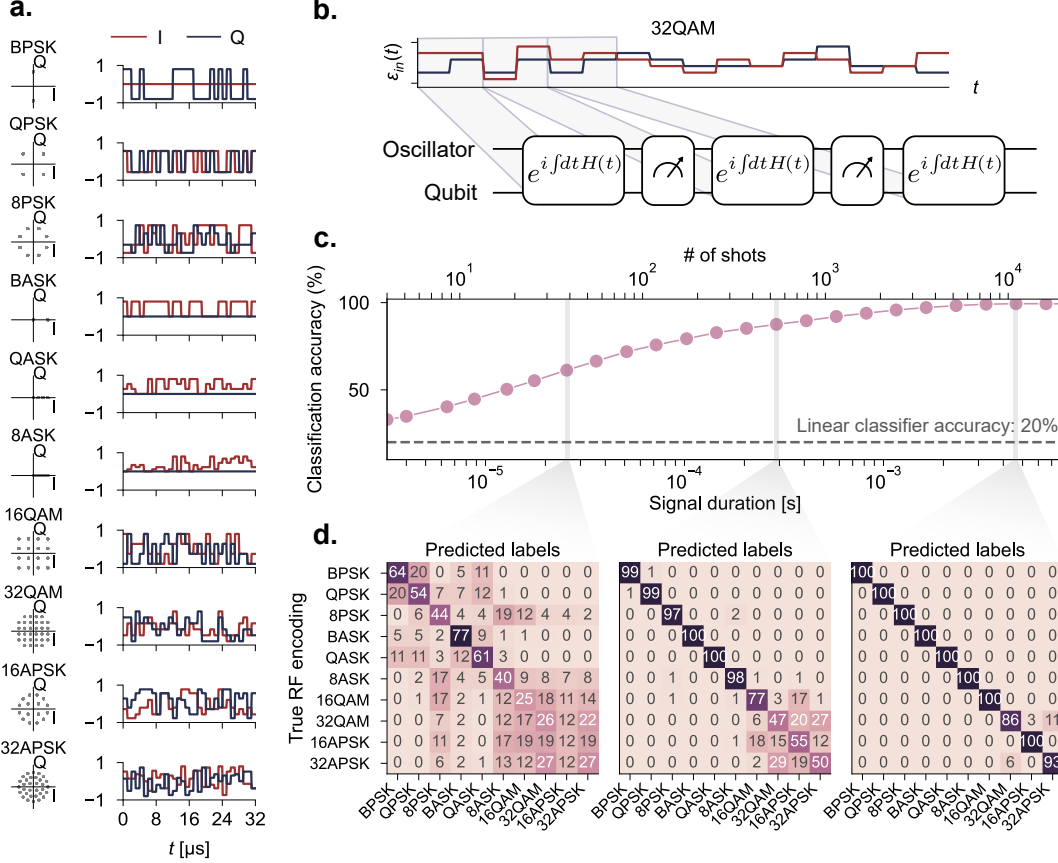 a.
I Q
BPSK
Q
1
−1
QPSK
Q
I
1
−1
8PSK
Q
I
1
−1
BASK
Q
I
1
−1
QASK
Q
I
1
−1
8ASK
Q
I
1
−1
16QAM
Q
I
1
−1
32QAM
Q
I
1
−1
16APSK
Q
I
1
−1
32APSK
Q
I
1
−1
0 8 16 24 32
t [µs]
b.
32QAM
ε_in(t)
t
Oscillator
Qubit
e^{i∫dtH(t)} e^{i∫dtH(t)} e^{i∫dtH(t)}
c.
# of shots
10^1 10^2 10^3 10^4
Classification accuracy (%)
100
50
Linear classifier accuracy: 20%
10^−5 10^−4 10^−3
Signal duration [s]
d.
True RF encoding
Predicted labels
BPSK 64 20 0 5 11 0 0 0 0 0
QPSK 20 54 7 7 12 1 0 0 0 0
8PSK 0 6 44 4 4 19 12 4 4 2
BASK 5 5 2 77 9 1 1 0 0 0
QASK 11 11 3 12 61 3 0 0 0 0
8ASK 0 2 17 4 5 40 9 8 7 8
16QAM 0 0 17 2 1 12 25 18 11 14
32QAM 0 0 7 2 0 12 17 26 12 22
16APSK 0 0 11 2 0 17 19 19 12 19
32APSK 0 0 6 2 1 13 12 27 12 27
BPSK QPSK 8PSK BASK QASK 8ASK 16QAM 32QAM 16APSK 32APSK
Predicted labels
99 1 0 0 0 0 0 0 0 0
1 99 0 0 0 0 0 0 0 0
0 0 97 0 0 2 0 0 0 0
0 0 0 100 0 0 0 0 0 0
0 0 0 0 100 0 0 0 0 0
0 0 1 0 0 98 1 0 0 0
0 0 1 0 0 1 77 3 17 1
0 0 0 0 0 0 6 47 20 27
0 0 0 0 0 1 18 15 55 12
0 0 0 0 0 0 2 29 19 50
BPSK QPSK 8PSK BASK QASK 8ASK 16QAM 32QAM 16APSK 32APSK
Predicted labels
100 0 0 0 0 0 0 0 0 0
0 100 0 0 0 0 0 0 0 0
0 0 100 0 0 0 0 0 0 0
0 0 0 100 0 0 0 0 0 0
0 0 0 0 100 0 0 0 0 0
0 0 0 0 0 100 0 0 0 0
0 0 0 0 0 0 100 0 0 0
0 0 0 0 0 0 0 86 3 11
0 0 0 0 0 0 0 0 100 0
0 0 0 0 0 0 0 6 0 93
BPSK QPSK 8PSK BASK QASK 8ASK 16QAM 32QAM 16APSK 32APSK